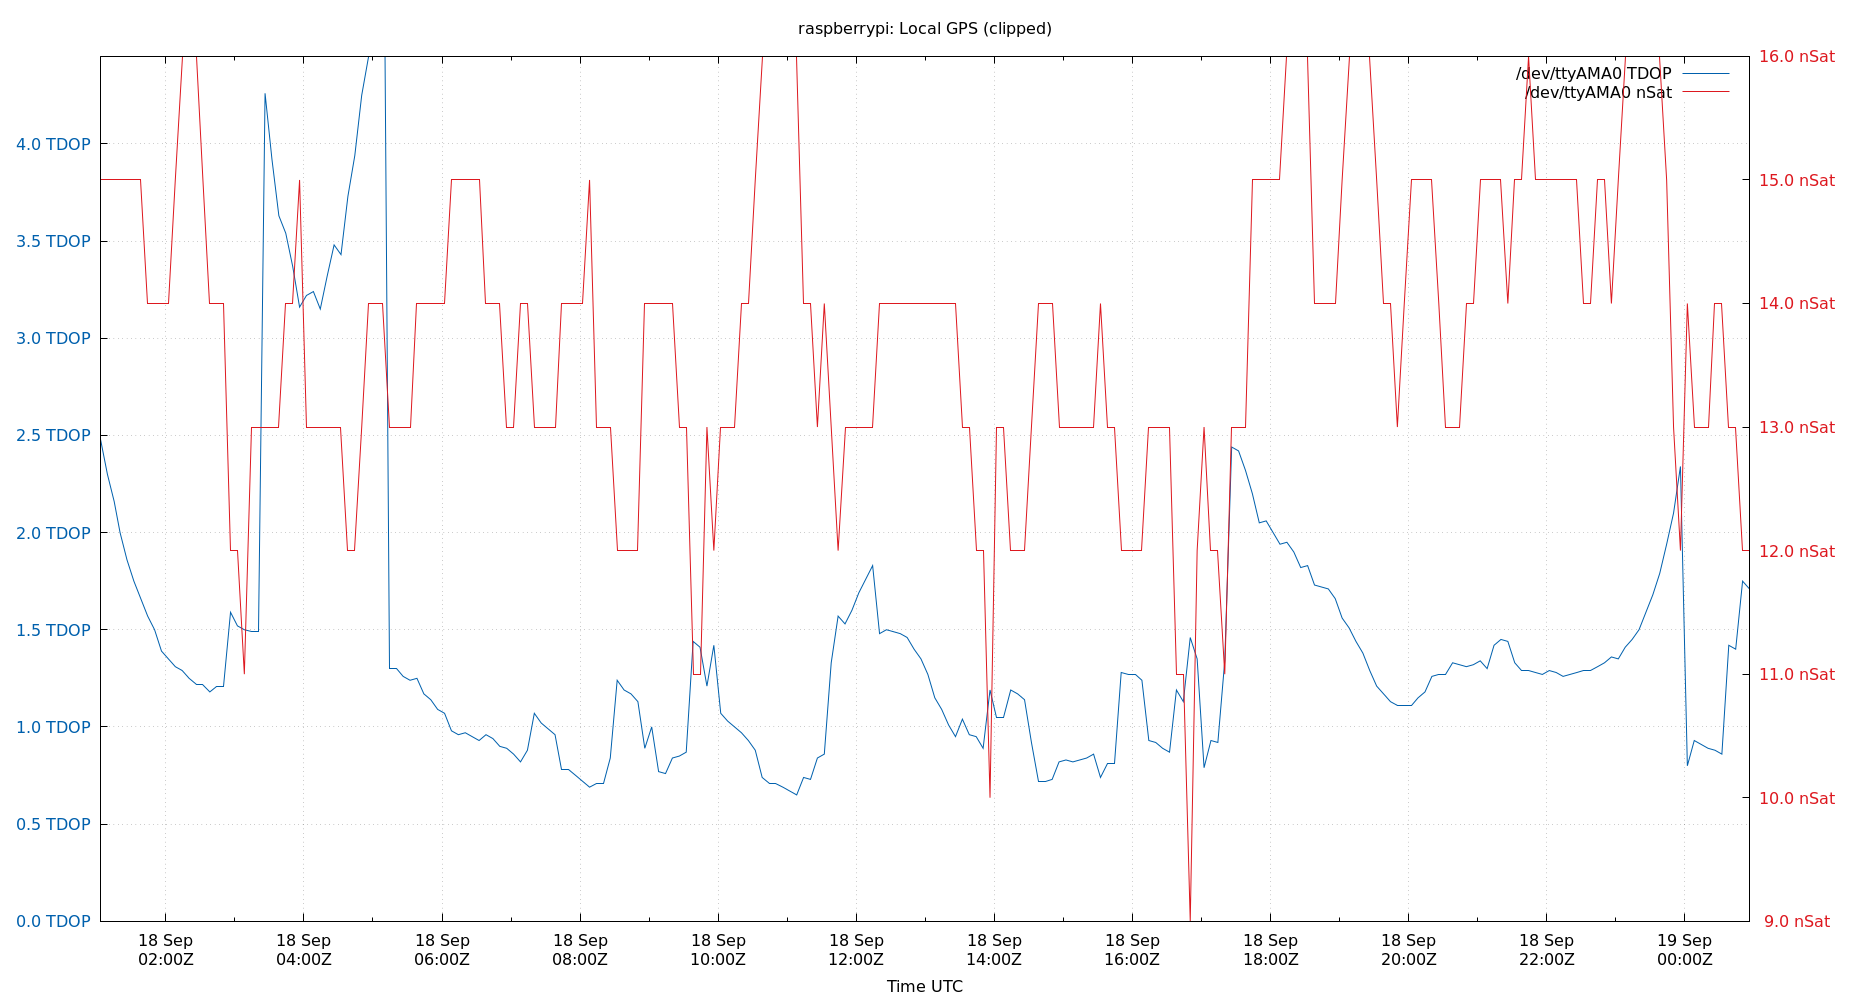 raspberrypi: Local GPS (clipped)
16.0 nSat
/dev/ttyAMA0 TDOP
/dev/ttyAMA0 nSat
4.0 TDOP
15.0 nSat
3.5 TDOP
14.0 nSat
3.0 TDOP
2.5 TDOP
13.0 nSat
2.0 TDOP
12.0 nSat
1.5 TDOP
11.0 nSat
1.0 TDOP
10.0 nSat
0.5 TDOP
0.0 TDOP
9.0 nSat
18 Sep 18 Sep 18 Sep 18 Sep 18 Sep 18 Sep 18 Sep 18 Sep 18 Sep 18 Sep 18 Sep 19 Sep
02:00Z 04:00Z 06:00Z 08:00Z 10:00Z 12:00Z 14:00Z 16:00Z 18:00Z 20:00Z 22:00Z 00:00Z
Time UTC